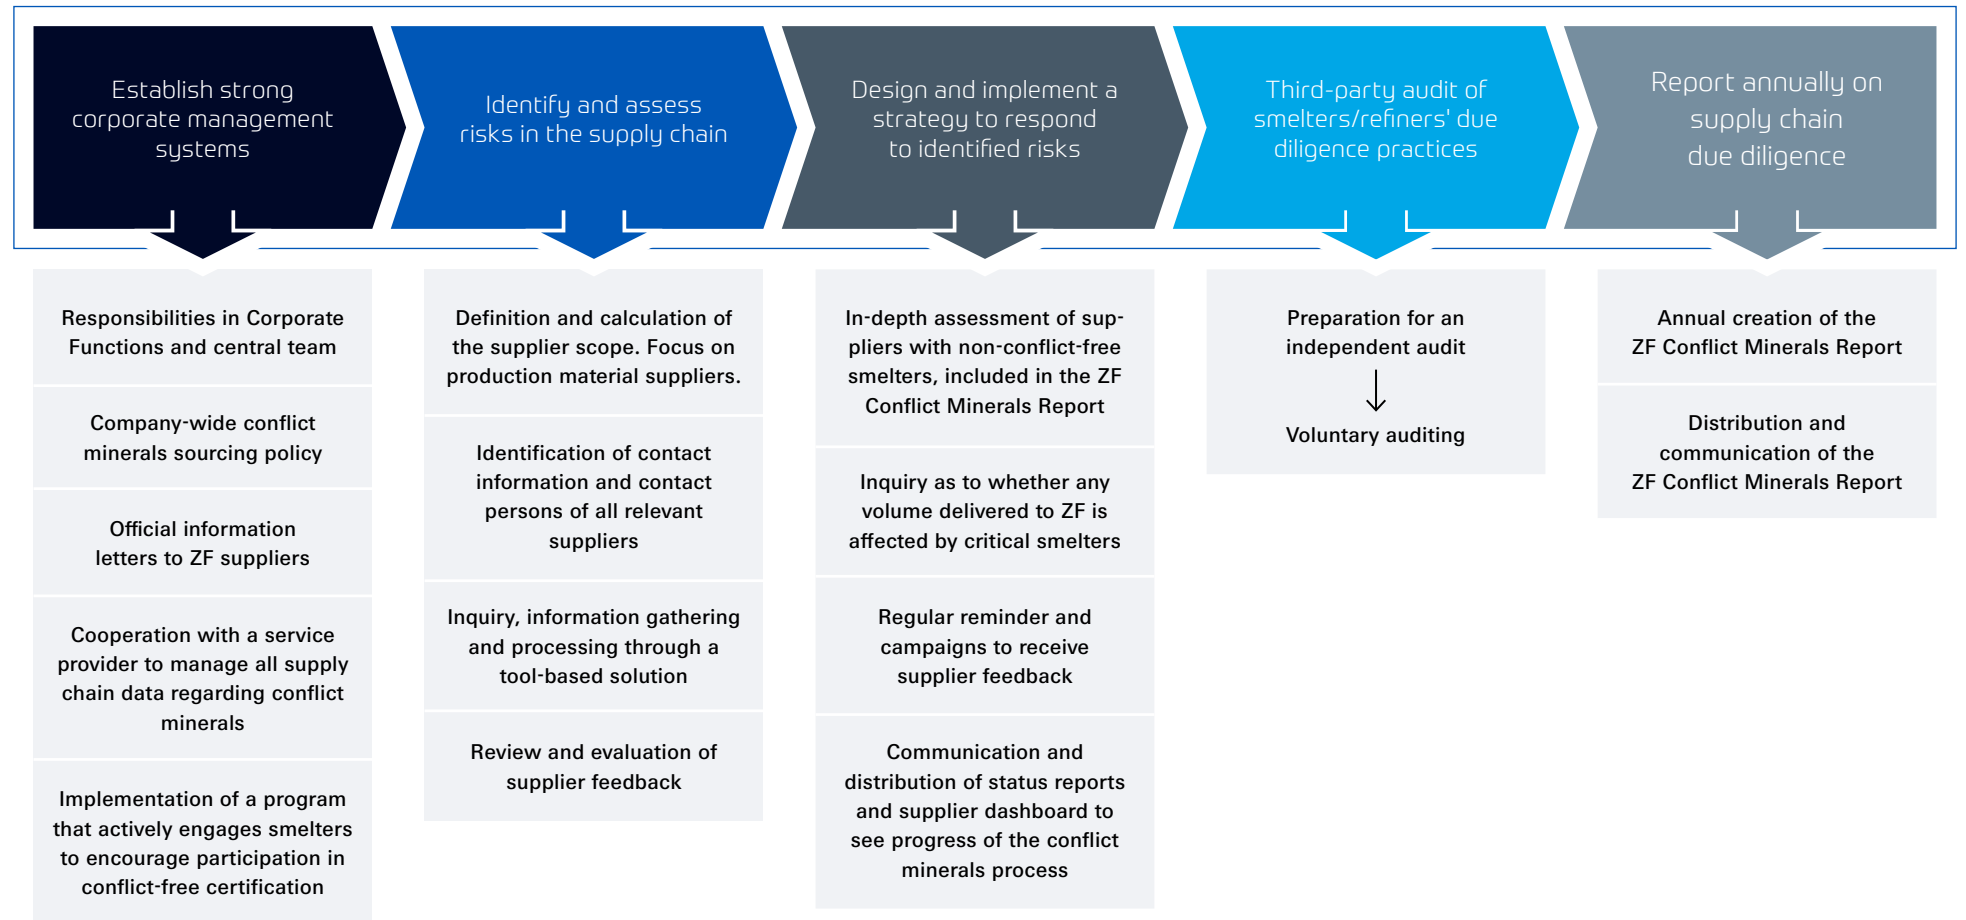 Establish strong
corporate management
systems
Identify and assess
risks in the supply chain
Design and implement a
strategy to respond
to identified risks
Third-party audit of
smelters/refiners' due
diligence practices
Report annually on
supply chain
due diligence
Responsibilities in Corporate
Functions and central team
Company-wide conflict
minerals sourcing policy
Official information
letters to ZF suppliers
Cooperation with a service
provider to manage all supply
chain data regarding conflict
minerals
Implementation of a program
that actively engages smelters
to encourage participation in
conflict-free certification
Definition and calculation of
the supplier scope. Focus on
production material suppliers.
Identification of contact
information and contact
persons of all relevant
suppliers
Inquiry, information gathering
and processing through a
tool-based solution
Review and evaluation of
supplier feedback
In-depth assessment of sup-
pliers with non-conflict-free
smelters, included in the ZF
Conflict Minerals Report
Inquiry as to whether any
volume delivered to ZF is
affected by critical smelters
Regular reminder and
campaigns to receive
supplier feedback
Communication and
distribution of status reports
and supplier dashboard to
see progress of the conflict
minerals process
Preparation for an
independent audit
Voluntary auditing
Annual creation of the
ZF Conflict Minerals Report
Distribution and
communication of the
ZF Conflict Minerals Report